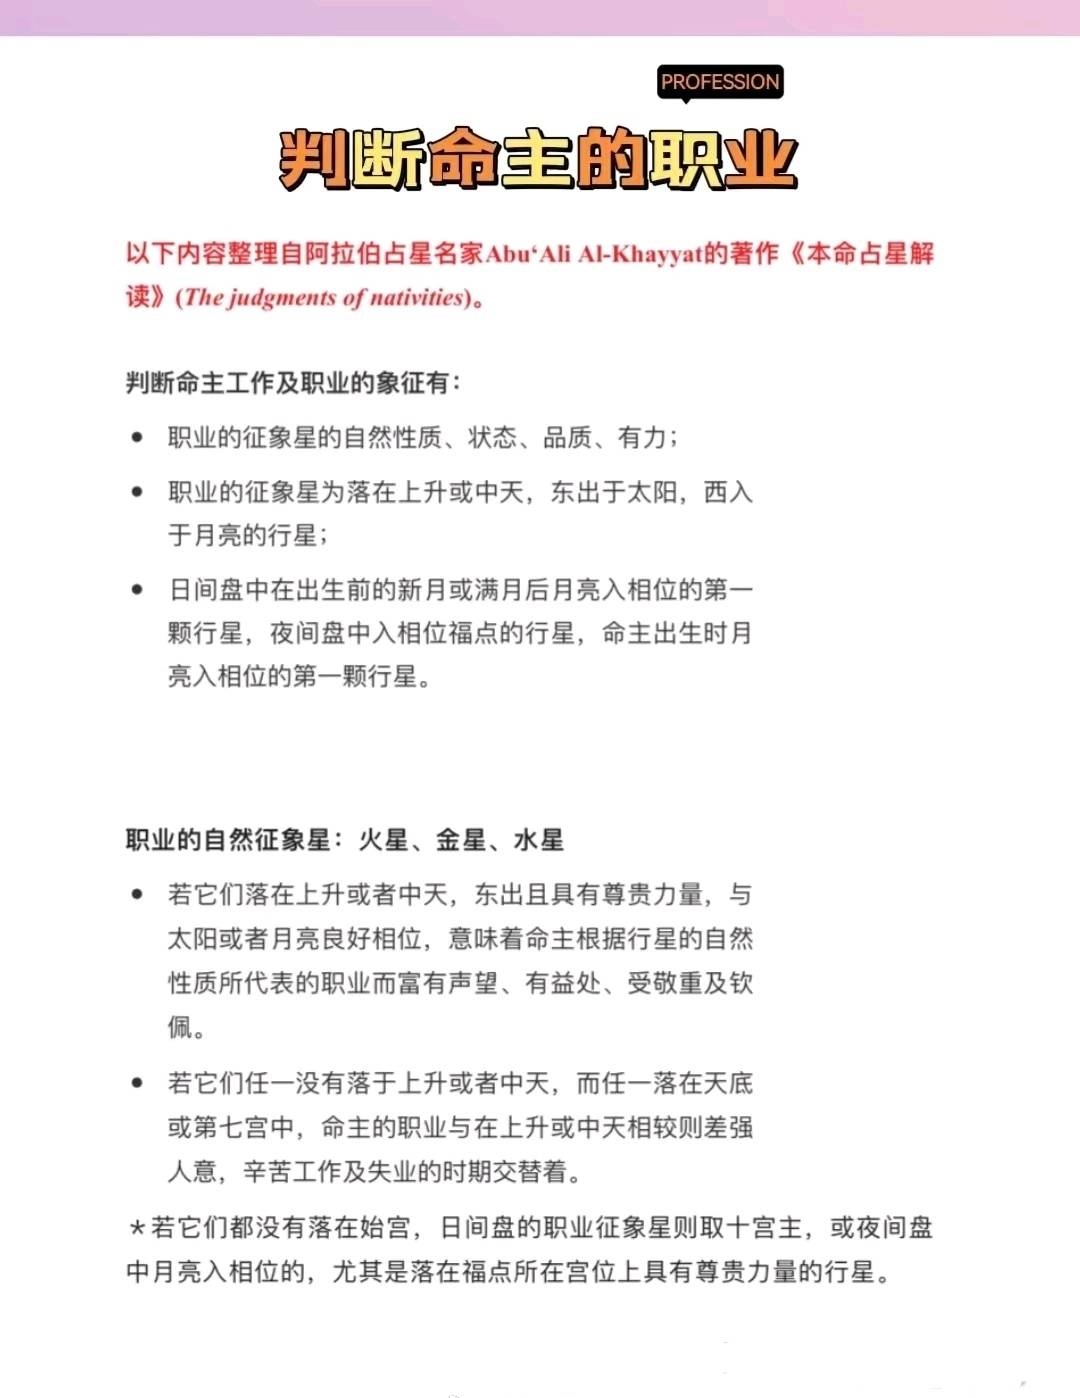 PROFESSION
判断命主的职业
以下内容整理自阿拉伯占星名家Abu‘Ali Al-Khayyat的著作《本命占星解
读》(The judgments of nativities)。
判断命主工作及职业的象征有：
● 职业的征象星的自然性质、状态、品质、有力；
● 职业的征象星为落在上升或中天，东出于太阳，西入
于月亮的行星；
● 日间盘中在出生前的新月或满月后月亮入相位的第一
颗行星，夜间盘中入相位福点的行星，命主出生时月
亮入相位的第一颗行星。
职业的自然征象星：火星、金星、水星
● 若它们落在上升或者中天，东出且具有尊贵力量，与
太阳或者月亮良好相位，意味着命主根据行星的自然
性质所代表的职业而富有声望、有益处、受敬重及钦
佩。
● 若它们任一没有落于上升或者中天，而任一落在天底
或第七宫中，命主的职业与在上升或中天相较则差强
人意，辛苦工作及失业的时期交替着。
＊若它们都没有落在始宫，日间盘的职业征象星则取十宫主，或夜间盘
中月亮入相位的，尤其是落在福点所在宫位上具有尊贵力量的行星。